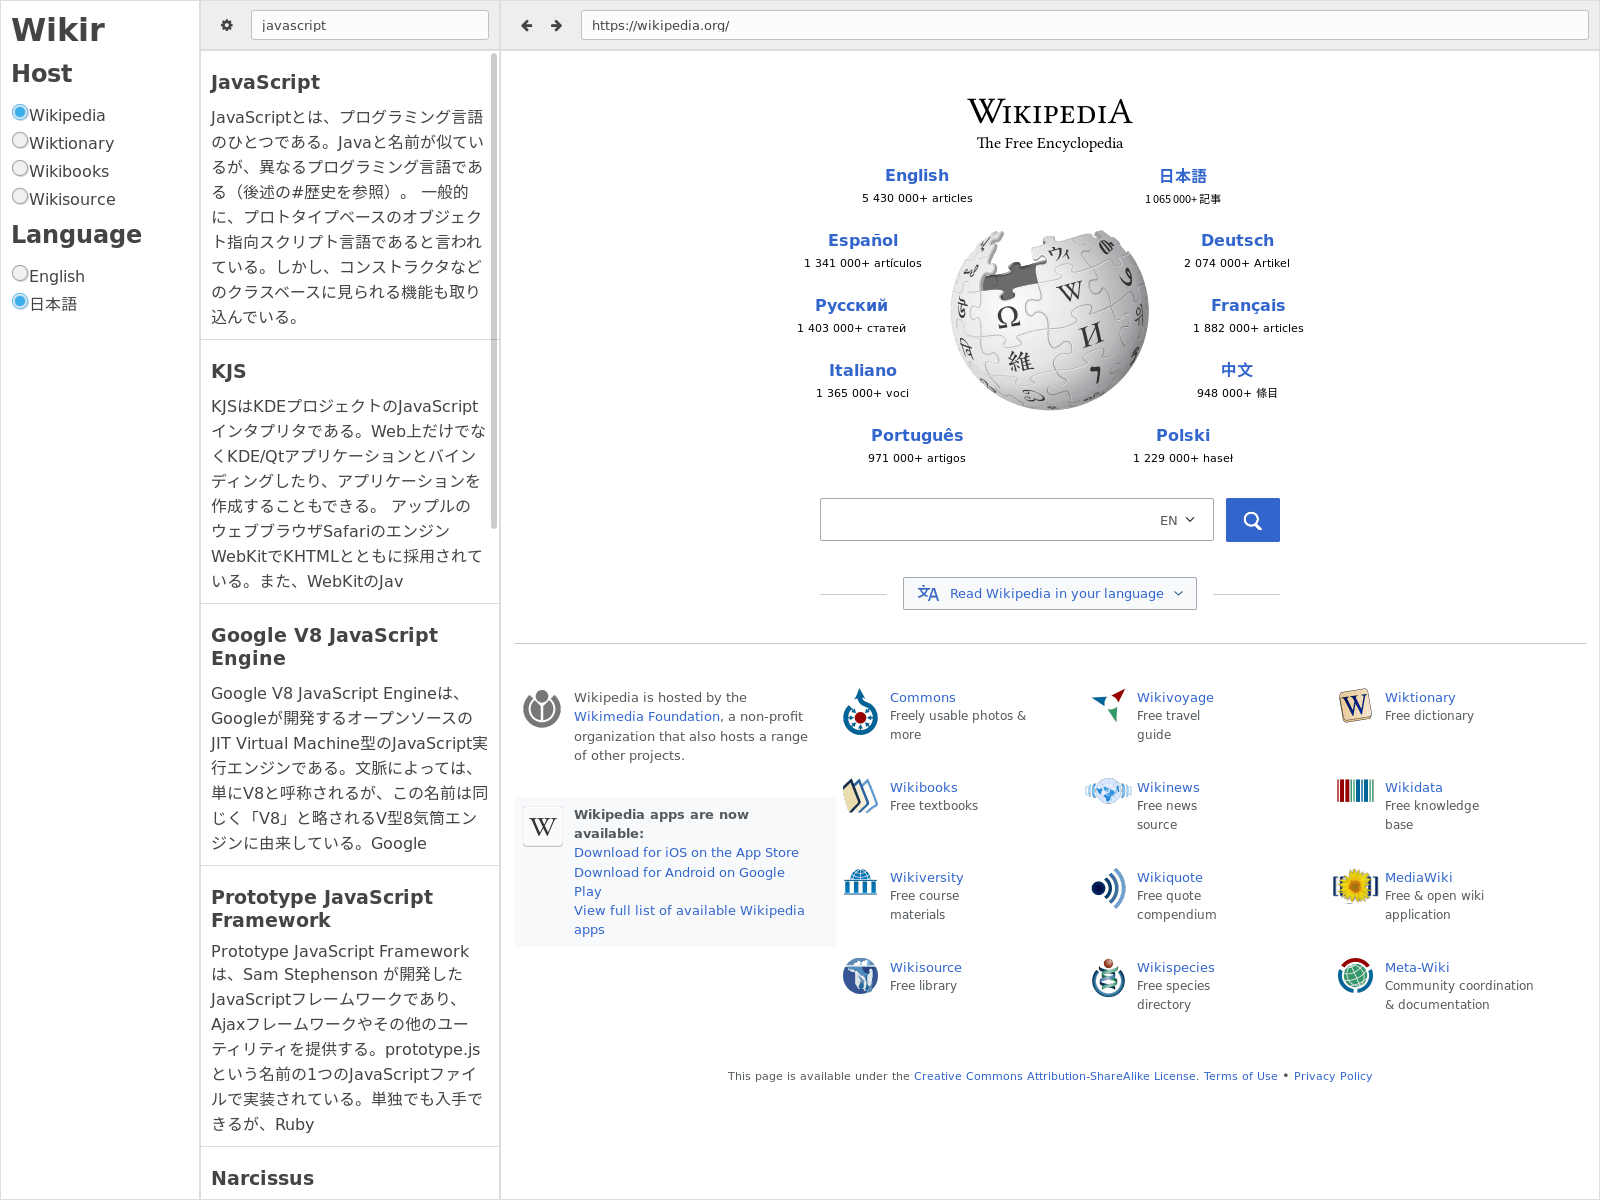 Wikir
Host
Wikipedia
Wiktionary
Wikibooks
Wikisource
Language
English
日本語
javascript
JavaScript
JavaScriptとは、プログラミング言語
のひとつである。Javaと名前が似てい
るが、異なるプログラミング言語であ
る（後述の#歴史を参照）。 一般的
に、プロトタイプベースのオブジェク
ト指向スクリプト言語であると言われ
ている。しかし、コンストラクタなど
のクラスベースに見られる機能も取り
込んでいる。
KJS
KJSはKDEプロジェクトのJavaScript
インタプリタである。Web上だけでな
くKDE/Qtアプリケーションとバイン
ディングしたり、アプリケーションを
作成することもできる。 アップルの
ウェブブラウザSafariのエンジン
WebKitでKHTMLとともに採用されて
いる。また、WebKitのJav
Google V8 JavaScript
Engine
Google V8 JavaScript Engineは、
Googleが開発するオープンソースの
JIT Virtual Machine型のJavaScript実
行エンジンである。文脈によっては、
単にV8と呼称されるが、この名前は同
じく「V8」と略されるV型8気筒エン
ジンに由来している。Google
Prototype JavaScript
Framework
Prototype JavaScript Framework
は、Sam Stephenson が開発した
JavaScriptフレームワークであり、
Ajaxフレームワークやその他のユー
ティリティを提供する。prototype.js
という名前の1つのJavaScriptファイ
ルで実装されている。単独でも入手で
きるが、Ruby
Narcissus
https://wikipedia.org/
WIKIPEDIA
The Free Encyclopedia
English
5 430 000+ articles
日本語
1 065 000+ 記事
Español
1 341 000+ artículos
Deutsch
2 074 000+ Artikel
Русский
1 403 000+ статей
Français
1 882 000+ articles
Italiano
1 365 000+ voci
中文
948 000+ 條目
Português
971 000+ artigos
Polski
1 229 000+ haseł
Ω
W
И
維
ウィ
EN
Read Wikipedia in your language
Wikipedia is hosted by the
Wikimedia Foundation, a non-profit
organization that also hosts a range
of other projects.
W
Wikipedia apps are now
available:
Download for iOS on the App Store
Download for Android on Google
Play
View full list of available Wikipedia
apps
Commons
Freely usable photos &
more
Wikivoyage
Free travel
guide
W
Wiktionary
Free dictionary
Wikibooks
Free textbooks
Wikinews
Free news
source
Wikidata
Free knowledge
base
Wikiversity
Free course
materials
Wikiquote
Free quote
compendium
MediaWiki
Free & open wiki
application
Wikisource
Free library
Wikispecies
Free species
directory
Meta-Wiki
Community coordination
& documentation
This page is available under the Creative Commons Attribution-ShareAlike License. Terms of Use • Privacy Policy